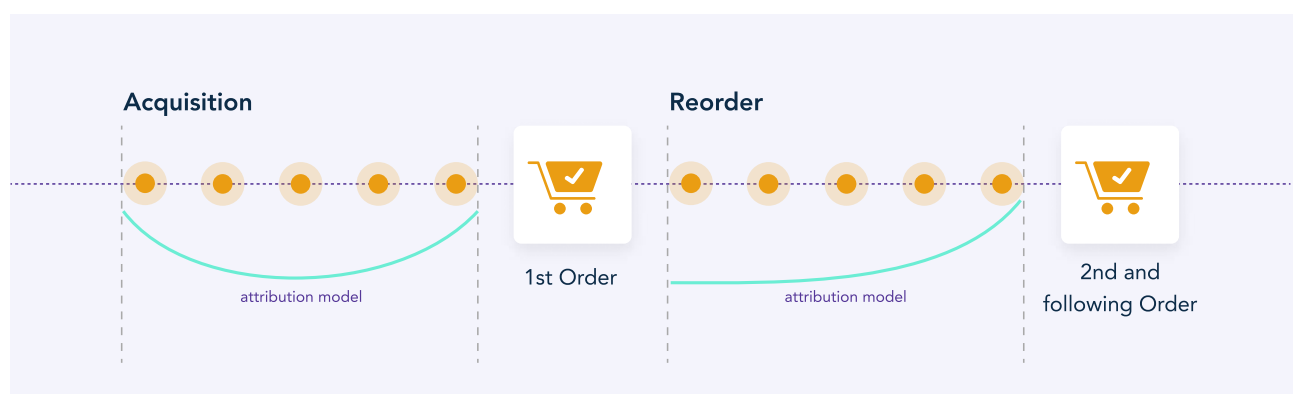 Acquisition
Reorder
1st Order
2nd and
following Order
attribution model
attribution model